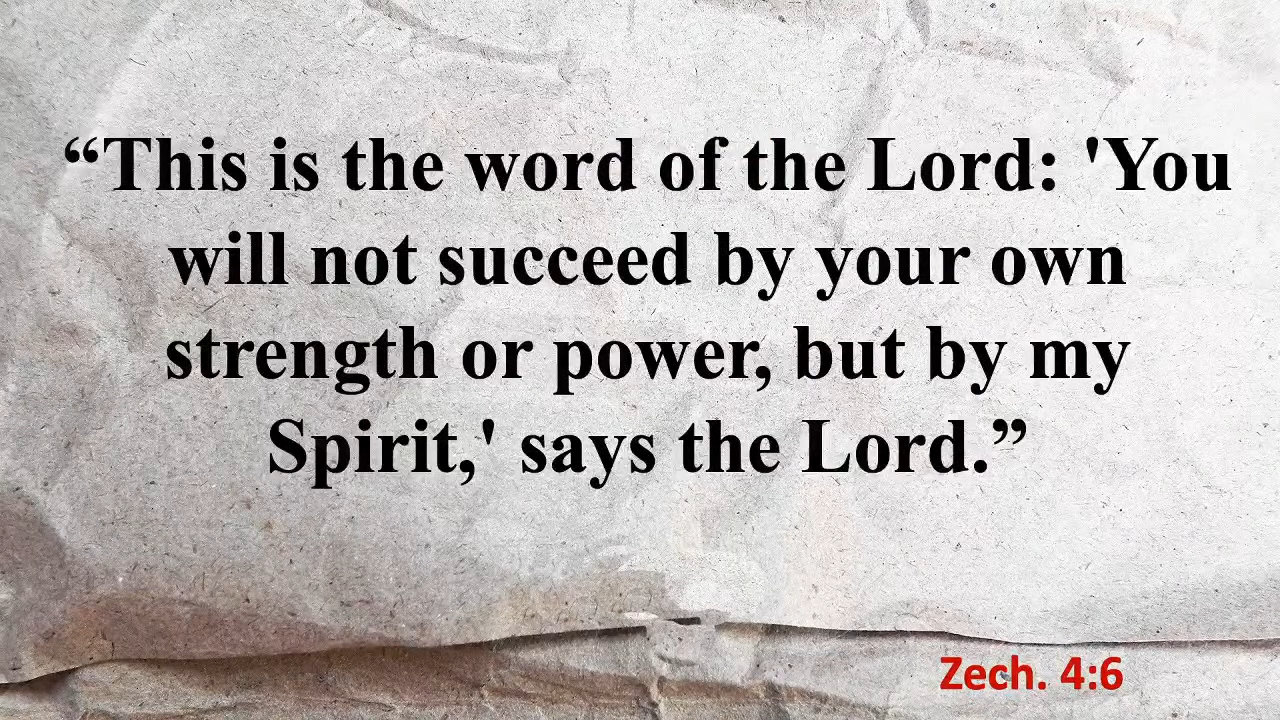 “This is the word of the Lord: 'You
will not succeed by your own
strength or power, but by my
Spirit,' says the Lord.”
Zech. 4:6